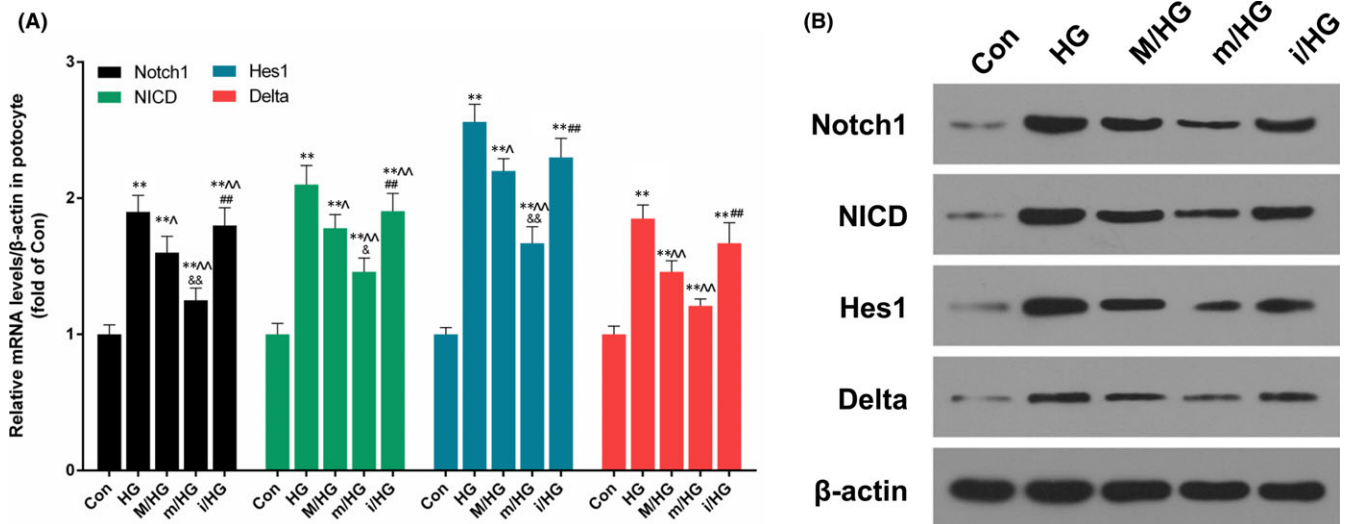 (A)
Relative mRNA levels/β-actin in potocyte
(fold of Con)
3
2
1
0
Notch1
NICD
Hes1
Delta
**
**^
**^^
&&
**^^
##
**
**^
**^^
&
**^^
##
**
**^
**^^
&&
**##
**
**^^
**^^
**##
Con HG M/HG m/HG i/HG
Con HG M/HG m/HG i/HG
Con HG M/HG m/HG i/HG
Con HG M/HG m/HG i/HG
(B)
Con HG M/HG m/HG i/HG
Notch1
NICD
Hes1
Delta
β-actin